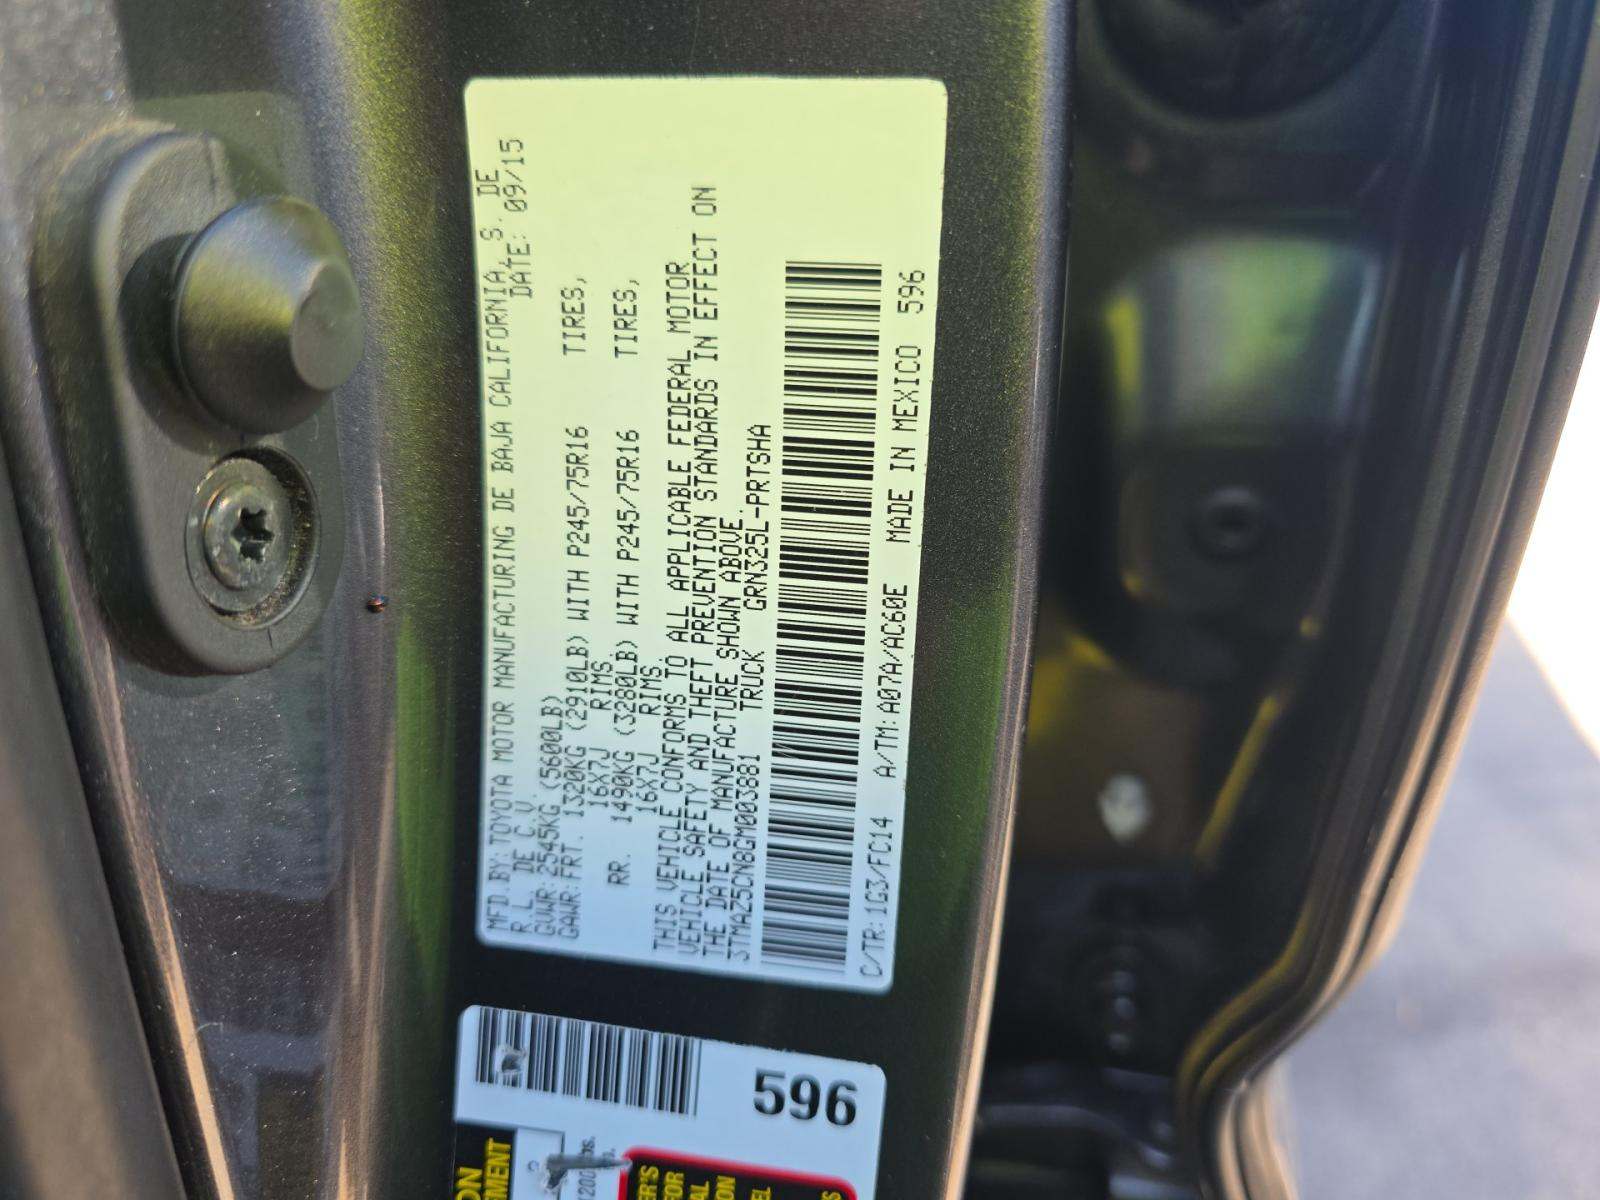 MFD.BY: TOYOTA MOTOR MANUFACTURING DE BAJA CALIFORNIA, S. DE
R.L. DE C.V. DATE: 09/15
GVWR: 2545KG (5600LB)
GAWR: FRT. 1320KG (2910LB) WITH P245/75R16 TIRES,
16X7J RIMS.
RR. 1490KG (3280LB) WITH P245/75R16 TIRES,
16X7J RIMS.
THIS VEHICLE CONFORMS TO ALL APPLICABLE FEDERAL MOTOR
VEHICLE SAFETY AND THEFT PREVENTION STANDARDS IN EFFECT ON
THE DATE OF MANUFACTURE SHOWN ABOVE.
3TMAZ5CN8GM003881 TRUCK GRN325L-PRTSHA
C/TR: 1G3/FC14 A/TM: A07A/AC60E MADE IN MEXICO 596
596